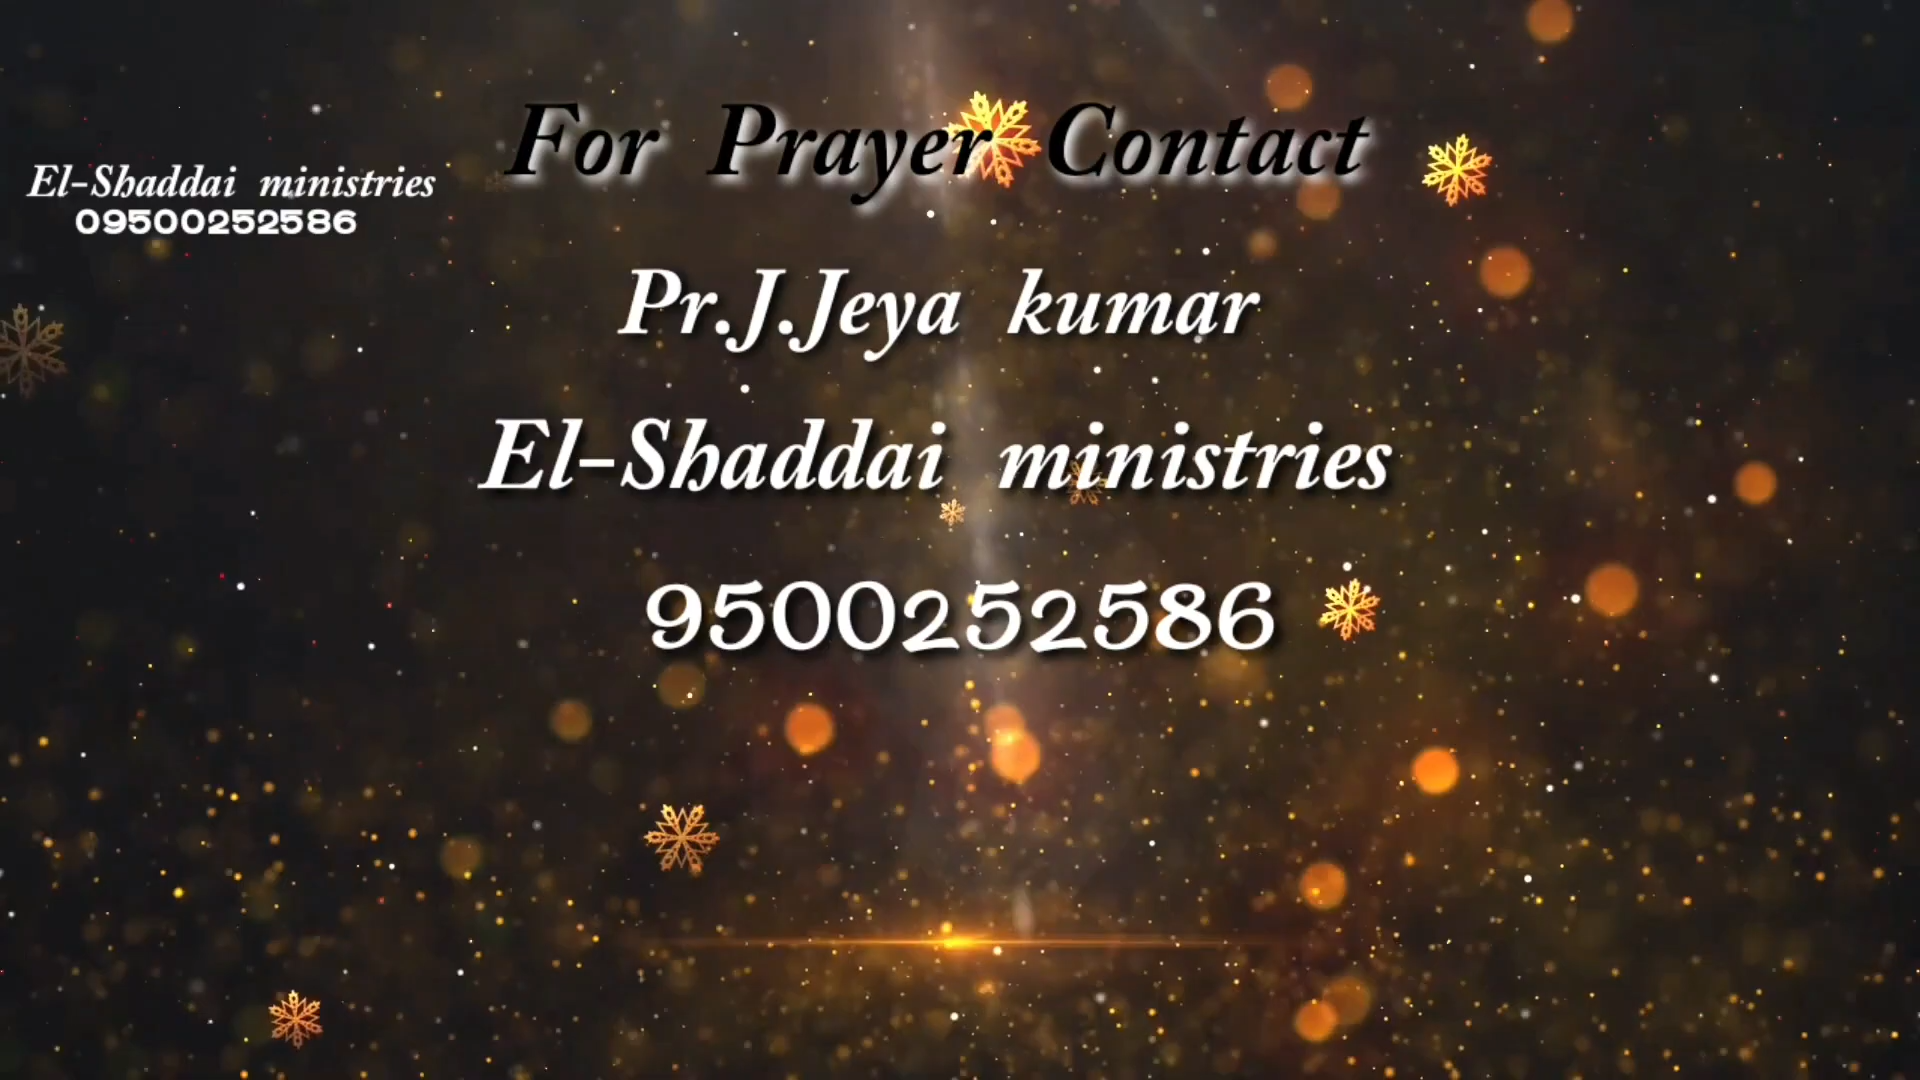 For Prayer Contact
El-Shaddai ministries
09500252586
Pr.J.Jeya kumar
El-Shaddai ministries
9500252586